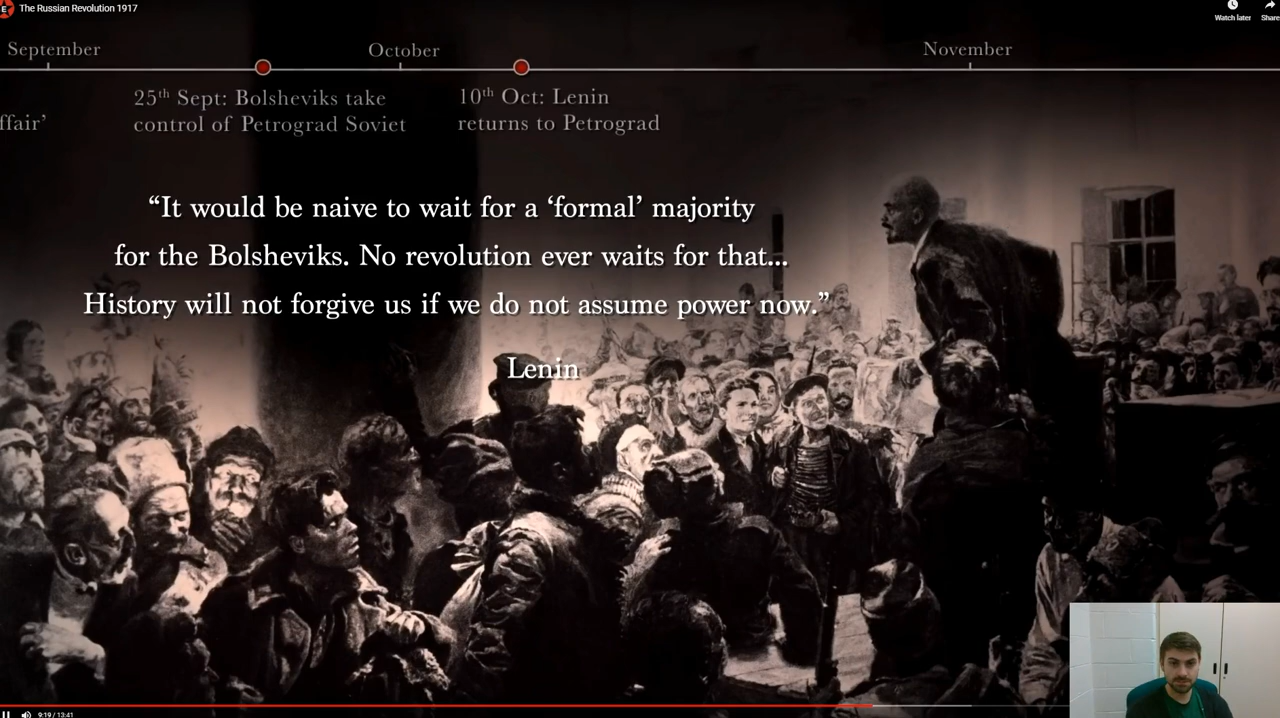 E The Russian Revolution 1917
Watch later Share
September October November
25th Sept: Bolsheviks take
control of Petrograd Soviet
10th Oct: Lenin
returns to Petrograd
ffair’
“It would be naive to wait for a ‘formal’ majority
for the Bolsheviks. No revolution ever waits for that...
History will not forgive us if we do not assume power now.”
Lenin
9:19 / 13:41